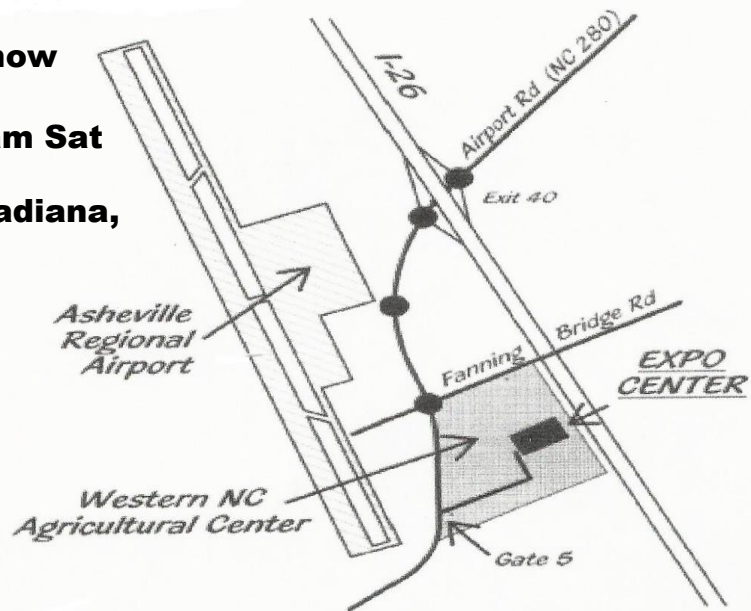 how
am Sat
adiana,
I-26
Airport Rd (NC 280)
Exit 40
Asheville
Regional
Airport
Fanning Bridge Rd
EXPO
CENTER
Western NC
Agricultural Center
Gate 5